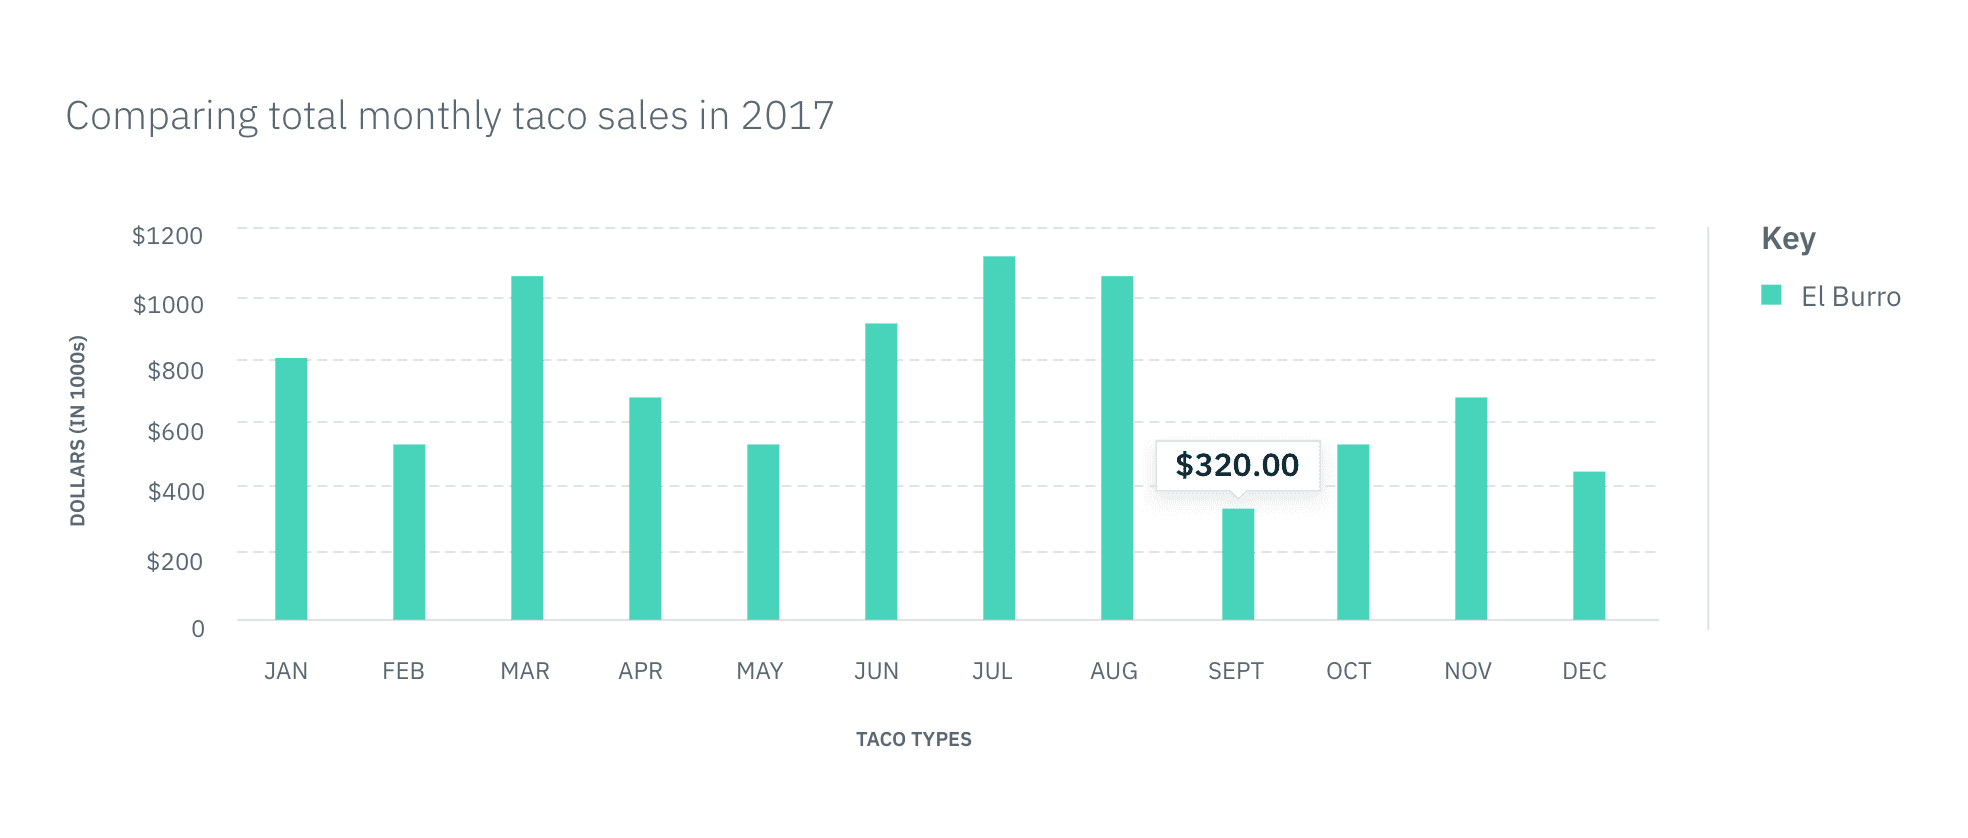 Comparing total monthly taco sales in 2017
DOLLARS (IN 1000s)
$1200
$1000
$800
$600
$400
$200
0
$320.00
JAN FEB MAR APR MAY JUN JUL AUG SEPT OCT NOV DEC
TACO TYPES
Key
El Burro